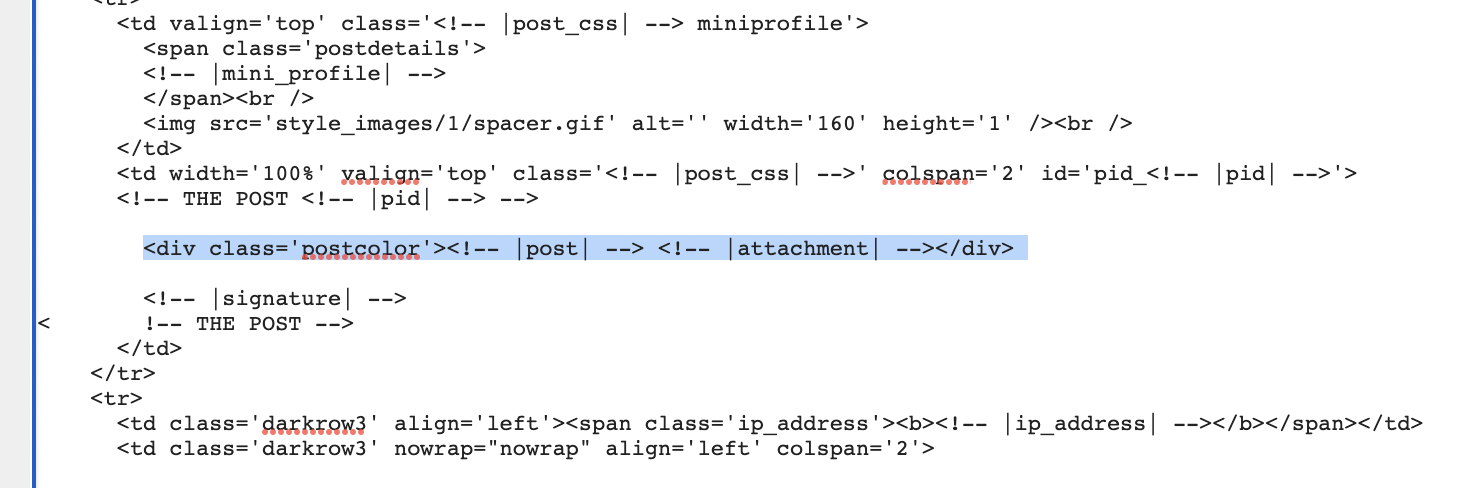 <tr>
<td valign='top' class='<!-- |post_css| --> miniprofile'>
<span class='postdetails'>
<!-- |mini_profile| -->
</span><br />
<img src='style_images/1/spacer.gif' alt='' width='160' height='1' /><br />
</td>
<td width='100%' valign='top' class='<!-- |post_css| -->' colspan='2' id='pid_<!-- |pid| -->'>
<!-- THE POST <!-- |pid| --> -->
<div class='postcolor'><!-- |post| --> <!-- |attachment| --></div>
<!-- |signature| -->
< !-- THE POST -->
</td>
</tr>
<tr>
<td class='darkrow3' align='left'><span class='ip_address'><b><!-- |ip_address| --></b></span></td>
<td class='darkrow3' nowrap="nowrap" align='left' colspan='2'>